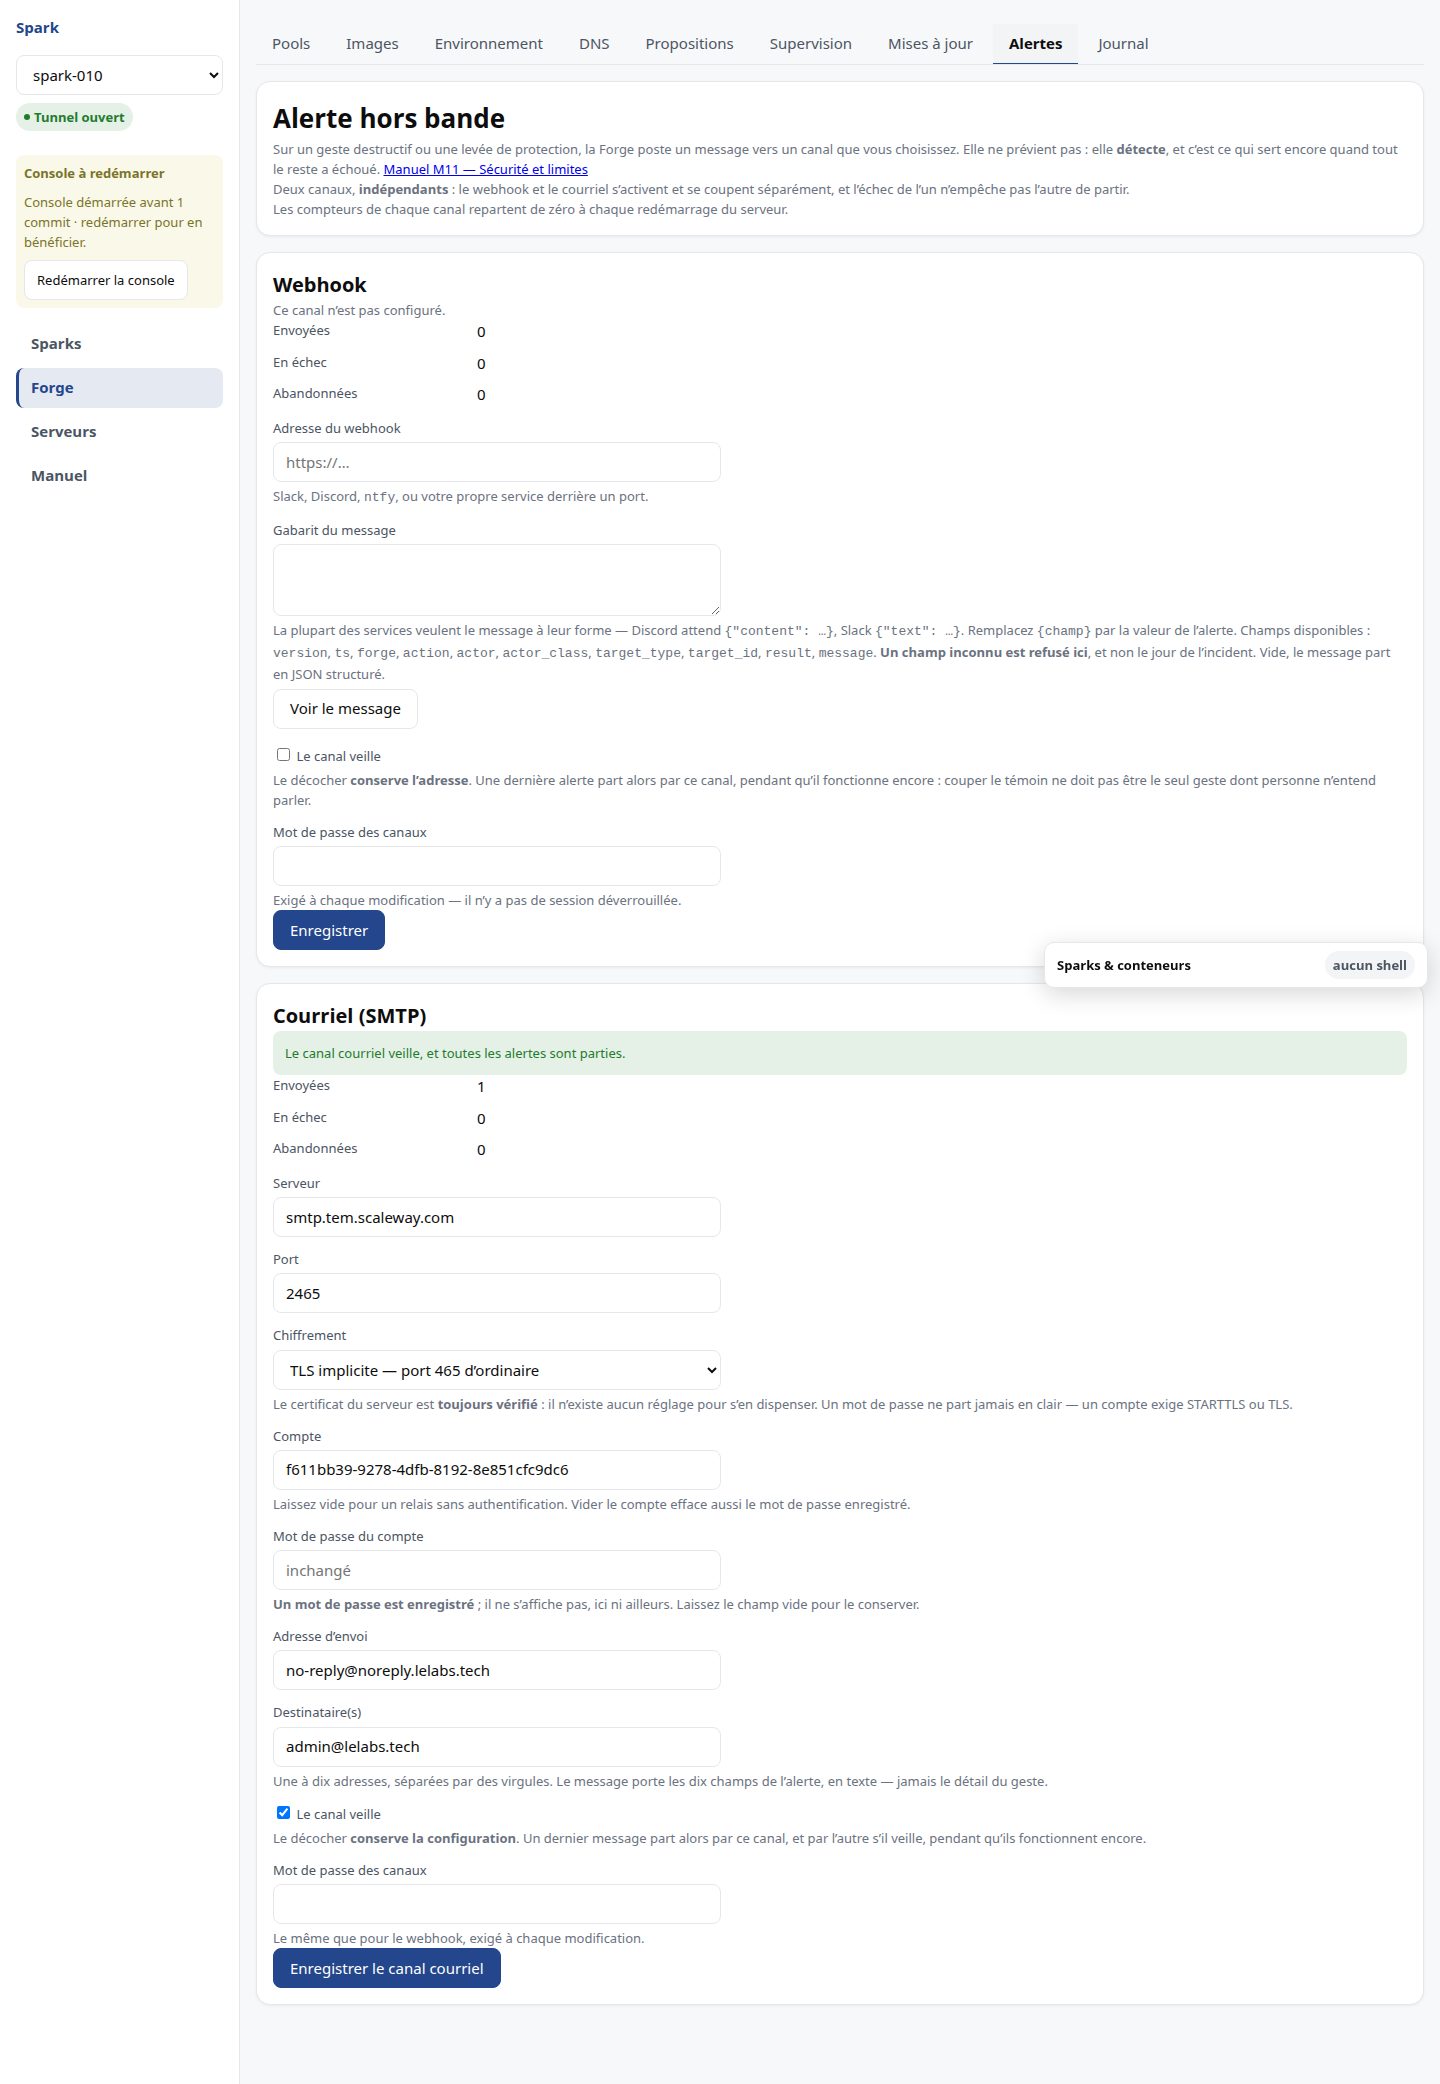 Spark
spark-010
Tunnel ouvert
Console à redémarrer
Console démarrée avant 1
commit · redémarrer pour en
bénéficier.
Redémarrer la console
Sparks
Forge
Serveurs
Manuel
Pools Images Environnement DNS Propositions Supervision Mises à jour Alertes Journal
Alerte hors bande
Sur un geste destructif ou une levée de protection, la Forge poste un message vers un canal que vous choisissez. Elle ne prévient pas : elle détecte, et c’est ce qui sert encore quand tout
le reste a échoué. Manuel M11 — Sécurité et limites
Deux canaux, indépendants : le webhook et le courriel s’activent et se coupent séparément, et l’échec de l’un n’empêche pas l’autre de partir.
Les compteurs de chaque canal repartent de zéro à chaque redémarrage du serveur.
Webhook
Ce canal n’est pas configuré.
Envoyées 0
En échec 0
Abandonnées 0
Adresse du webhook
https://…
Slack, Discord, ntfy, ou votre propre service derrière un port.
Gabarit du message
La plupart des services veulent le message à leur forme — Discord attend {"content": …}, Slack {"text": …}. Remplacez {champ} par la valeur de l’alerte. Champs disponibles :
version, ts, forge, action, actor, actor_class, target_type, target_id, result, message. Un champ inconnu est refusé ici, et non le jour de l’incident. Vide, le message part
en JSON structuré.
Voir le message
Le canal veille
Le décocher conserve l’adresse. Une dernière alerte part alors par ce canal, pendant qu’il fonctionne encore : couper le témoin ne doit pas être le seul geste dont personne n’entend
parler.
Mot de passe des canaux
Exigé à chaque modification — il n’y a pas de session déverrouillée.
Enregistrer
Sparks & conteneurs aucun shell
Courriel (SMTP)
Le canal courriel veille, et toutes les alertes sont parties.
Envoyées 1
En échec 0
Abandonnées 0
Serveur
smtp.tem.scaleway.com
Port
2465
Chiffrement
TLS implicite — port 465 d’ordinaire
Le certificat du serveur est toujours vérifié : il n’existe aucun réglage pour s’en dispenser. Un mot de passe ne part jamais en clair — un compte exige STARTTLS ou TLS.
Compte
f611bb39-9278-4dfb-8192-8e851cfc9dc6
Laissez vide pour un relais sans authentification. Vider le compte efface aussi le mot de passe enregistré.
Mot de passe du compte
inchangé
Un mot de passe est enregistré ; il ne s’affiche pas, ici ni ailleurs. Laissez le champ vide pour le conserver.
Adresse d’envoi
no-reply@noreply.lelabs.tech
Destinataire(s)
admin@lelabs.tech
Une à dix adresses, séparées par des virgules. Le message porte les dix champs de l’alerte, en texte — jamais le détail du geste.
Le canal veille
Le décocher conserve la configuration. Un dernier message part alors par ce canal, et par l’autre s’il veille, pendant qu’ils fonctionnent encore.
Mot de passe des canaux
Le même que pour le webhook, exigé à chaque modification.
Enregistrer le canal courriel